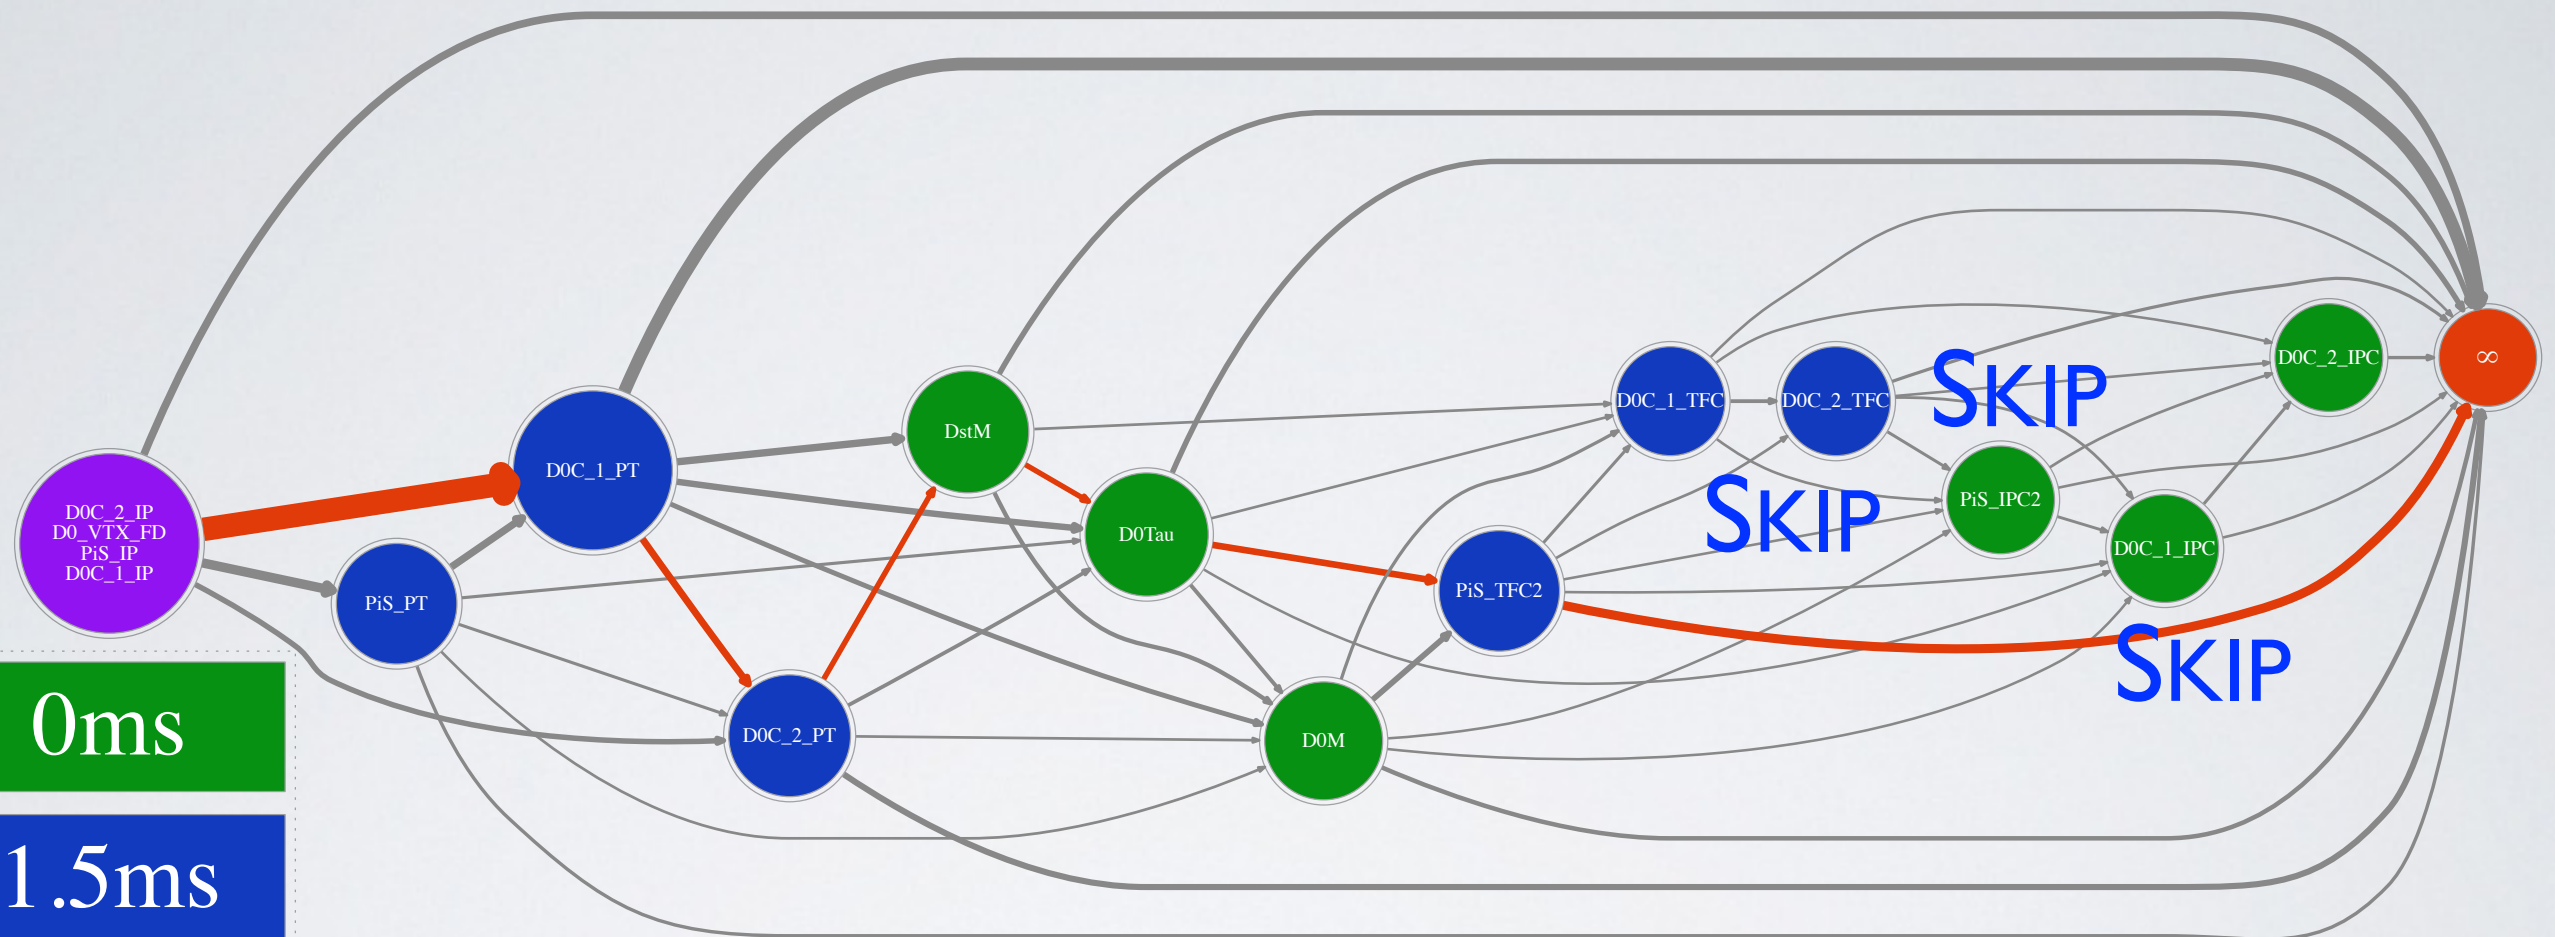 D0C_2_IP
D0_VTX_FD
PiS_IP
D0C_1_IP
PiS_PT
D0C_1_PT
D0C_2_PT
DstM
D0Tau
D0M
PiS_TFC2
D0C_1_TFC
D0C_2_TFC
PiS_IPC2
D0C_1_IPC
D0C_2_IPC
∞
SKIP
SKIP
SKIP
0ms
1.5ms